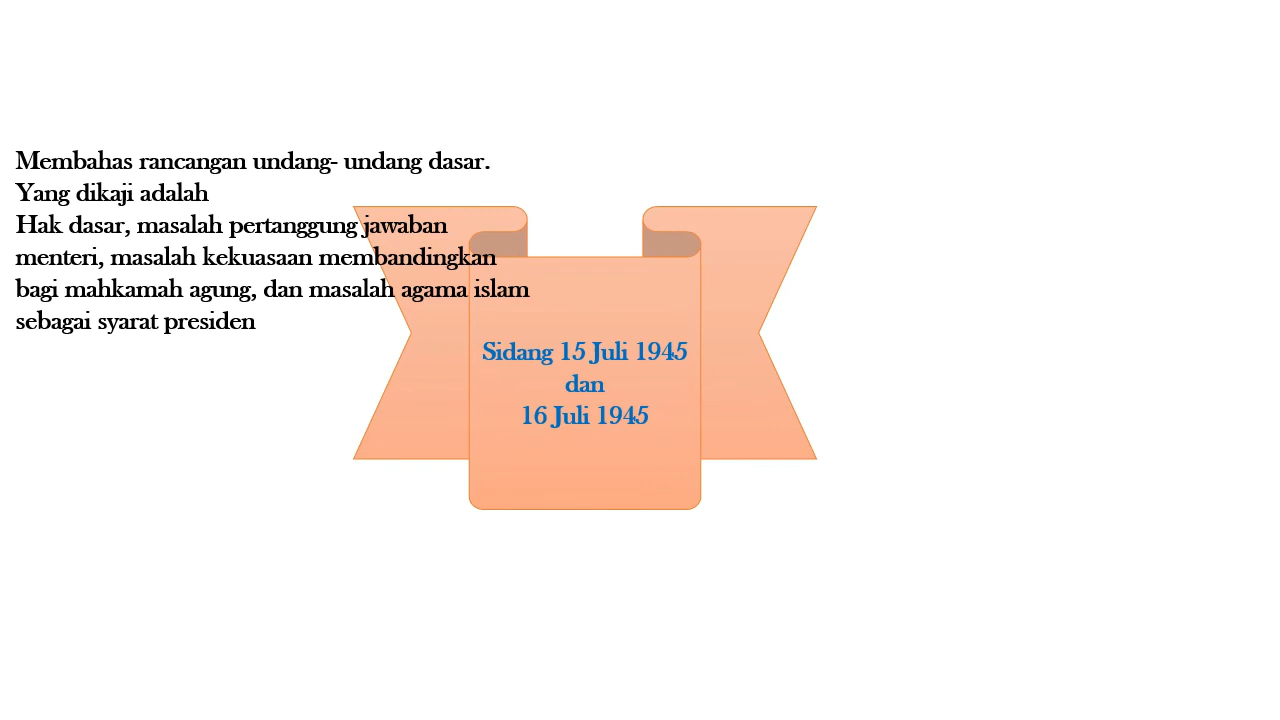 Membahas rancangan undang- undang dasar.
Yang dikaji adalah
Hak dasar, masalah pertanggung jawaban
menteri, masalah kekuasaan membandingkan
bagi mahkamah agung, dan masalah agama islam
sebagai syarat presiden
Sidang 15 Juli 1945
dan
16 Juli 1945